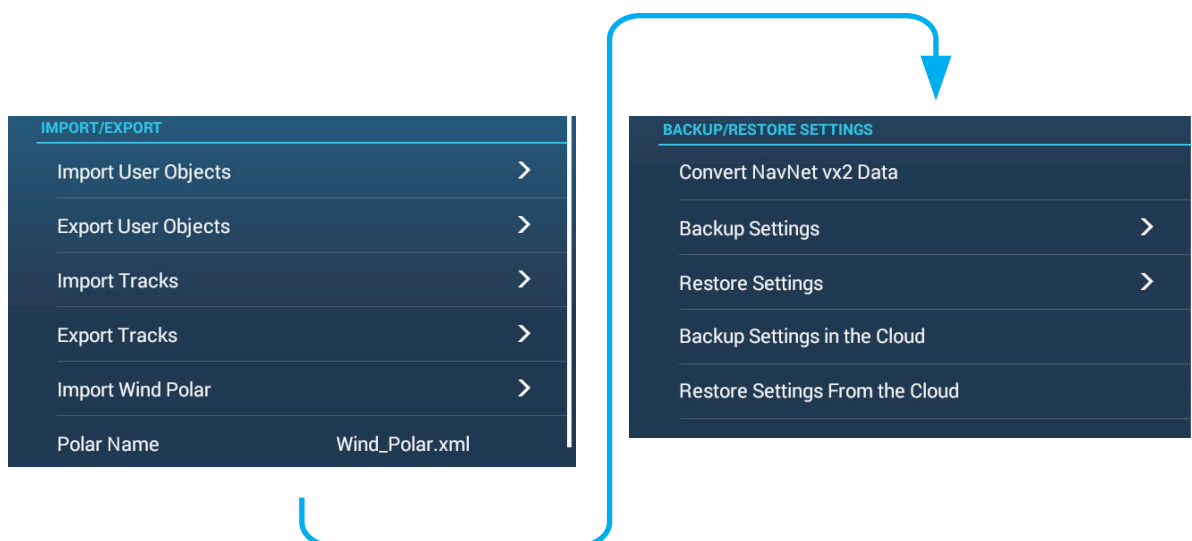 IMPORT/EXPORT
Import User Objects
Export User Objects
Import Tracks
Export Tracks
Import Wind Polar
Polar Name Wind_Polar.xml
BACKUP/RESTORE SETTINGS
Convert NavNet vx2 Data
Backup Settings
Restore Settings
Backup Settings in the Cloud
Restore Settings From the Cloud